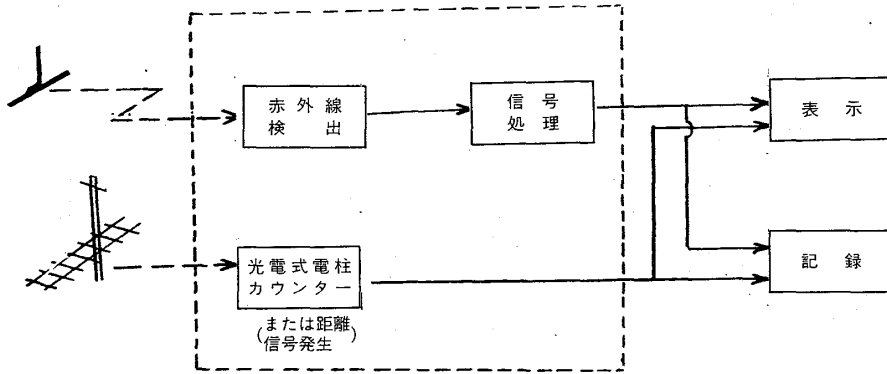 赤外線
検出
信号
処理
表示
光電式電柱
カウンター
(または距離
信号発生)
記録